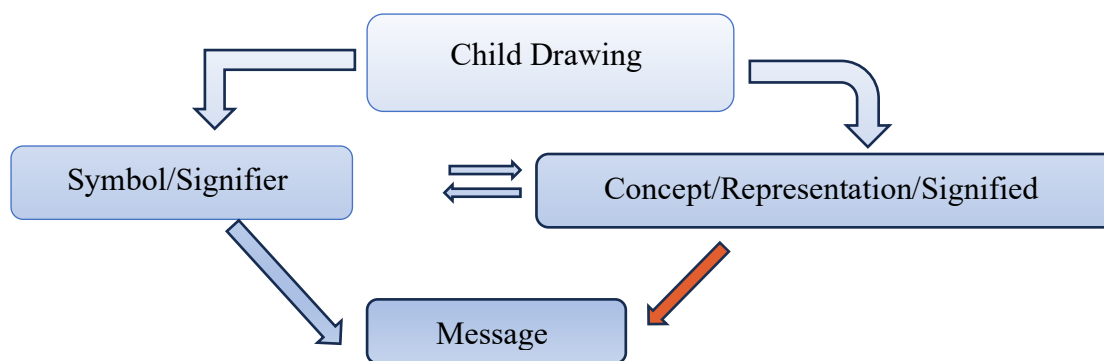 Child Drawing
Symbol/Signifier
Concept/Representation/Signified
Message